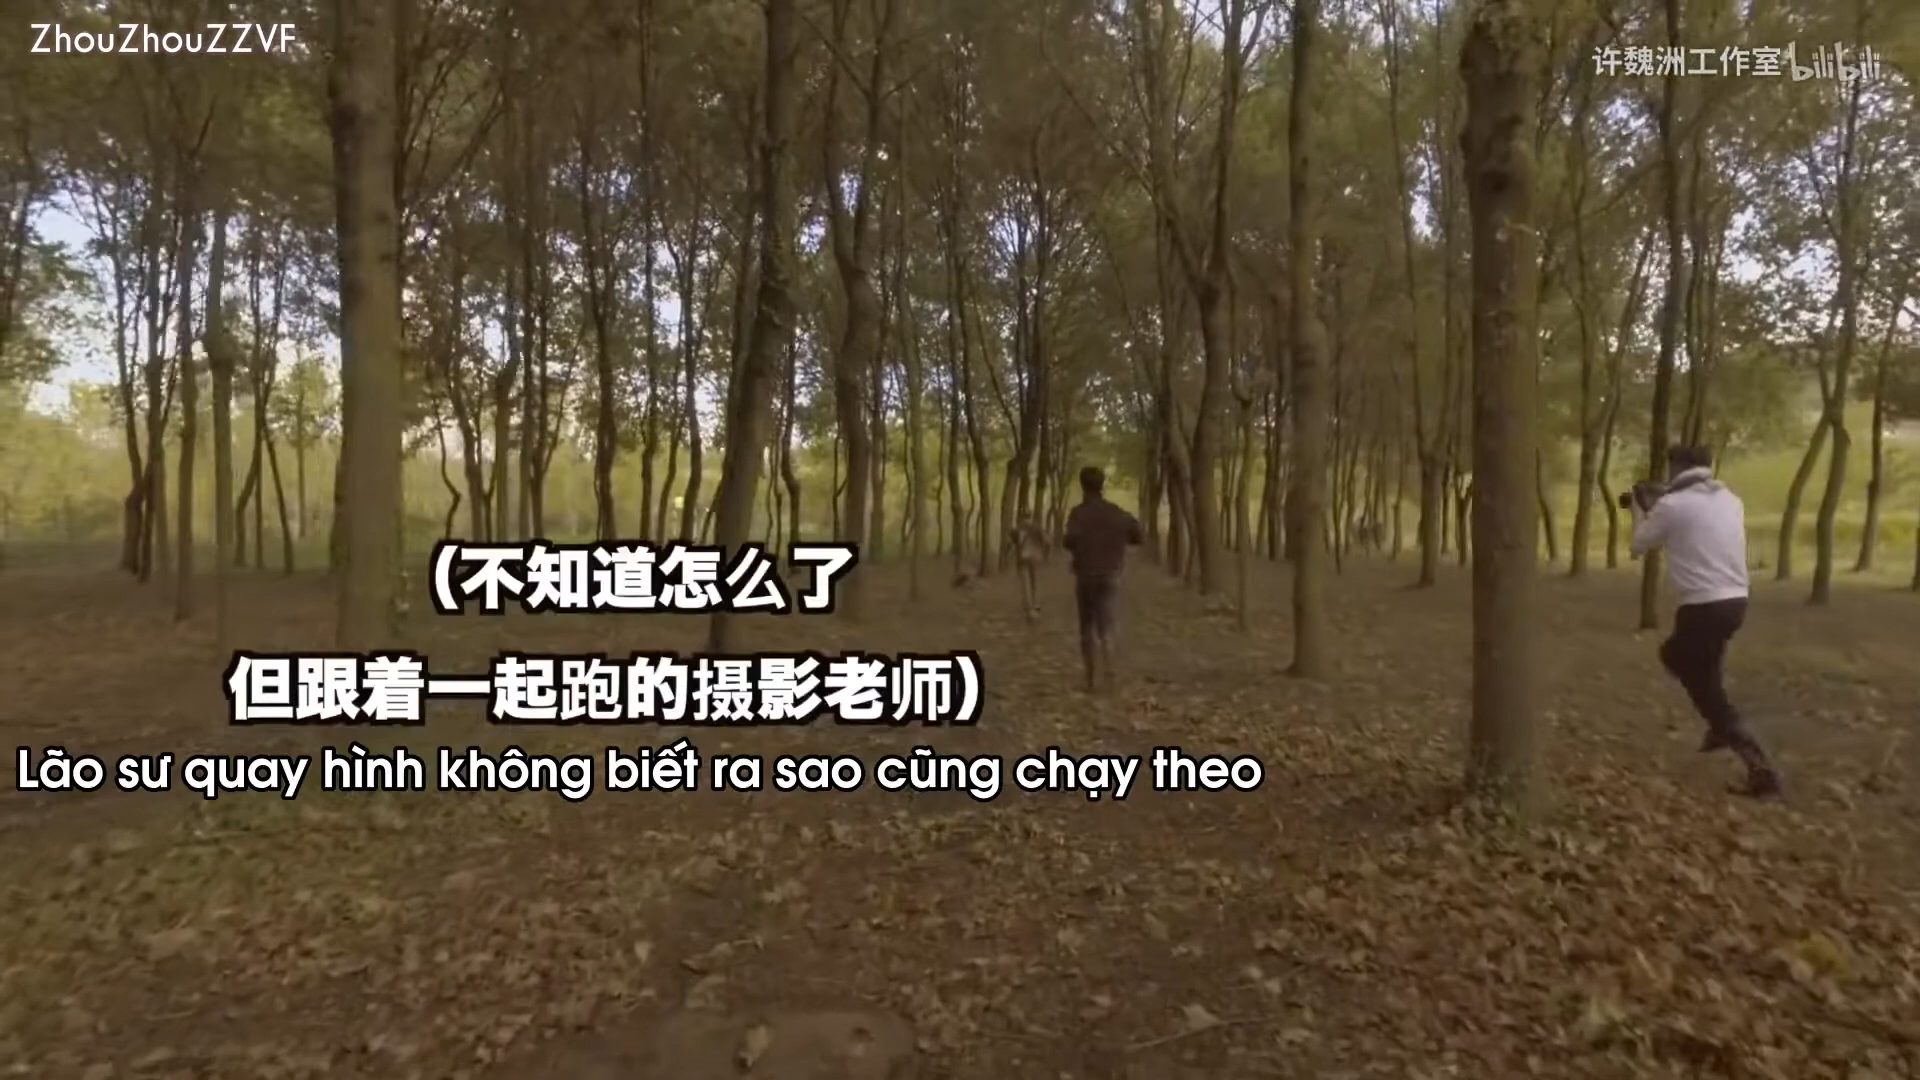 ZhouZhouZZVF
许魏洲工作室 bilibili
(不知道怎么了
但跟着一起跑的摄影老师)
Lão sư quay hình không biết ra sao cũng chạy theo